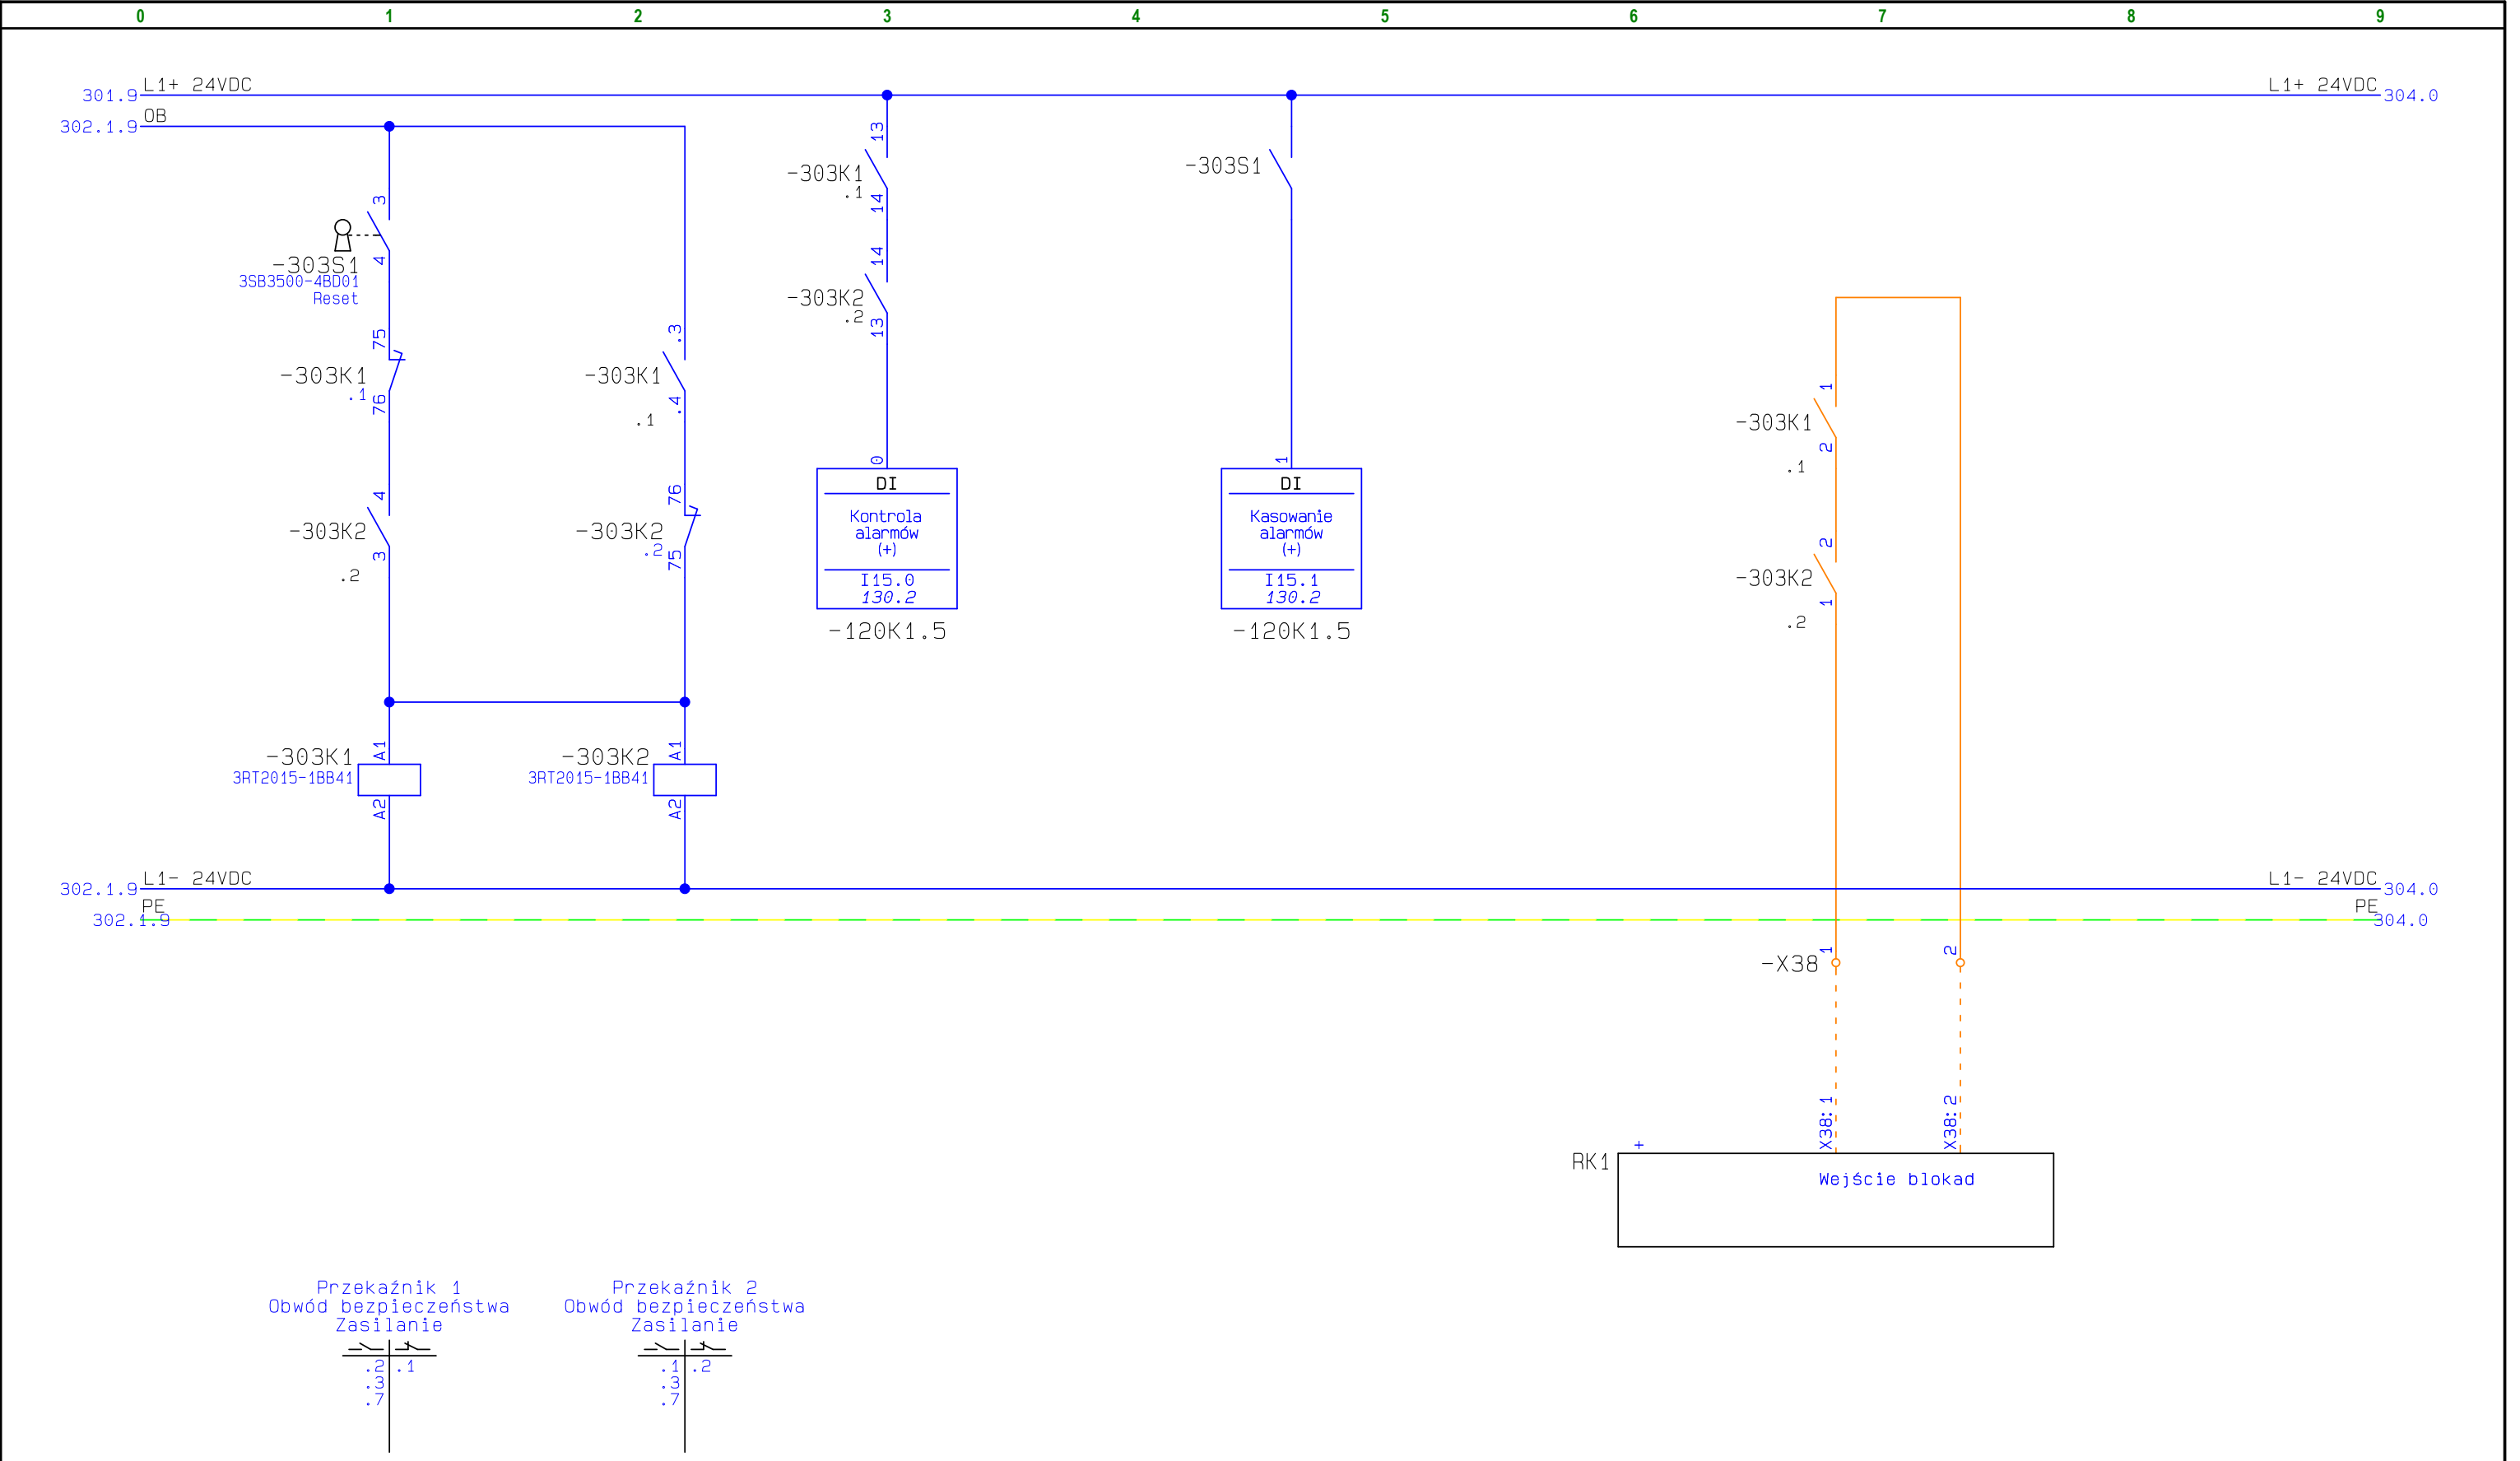 0 1 2 3 4 5 6 7 8 9
L1+ 24VDC
301.9
L1+ 24VDC
304.0
OB
302.1.9
3
4
-303S1
3SB3500-4BD01
Reset
75
-303K1
.1
76
4
-303K2
3
.2
.3
-303K1
.4
.1
76
-303K2
.2
75
13
-303K1
.1
14
14
-303K2
.2
13
0
DI
Kontrola
alarmów
(+)
I15.0
130.2
-120K1.5
-303S1
1
DI
Kasowanie
alarmów
(+)
I15.1
130.2
-120K1.5
1
-303K1
2
.1
2
-303K2
1
.2
A1
-303K1
3RT2015-1BB41
A2
A1
-303K2
3RT2015-1BB41
A2
L1- 24VDC
302.1.9
L1- 24VDC
304.0
PE
302.1.9
PE
304.0
-X38
1
2
X38:1
X38:2
RK1
+
Wejście blokad
Przekaźnik 1
Obwód bezpieczeństwa
Zasilanie
.2 .1
.3
.7
Przekaźnik 2
Obwód bezpieczeństwa
Zasilanie
.1 .2
.3
.7